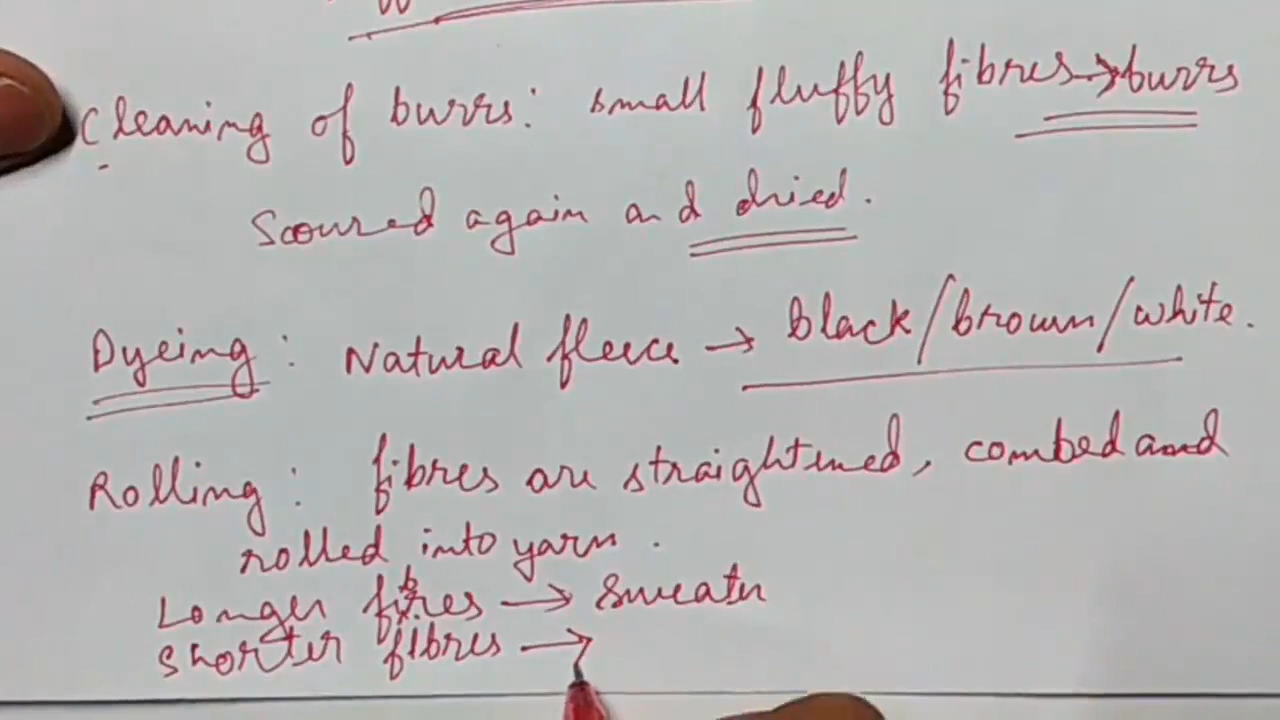 Cleaning of burrs: small fluffy fibres → burrs
Scoured again and dried.
Dyeing: Natural fleece → black/brown/white.
Rolling: fibres are straightened, combed and
rolled into yarn.
Longer fibres → Sweater
Shorter fibres →